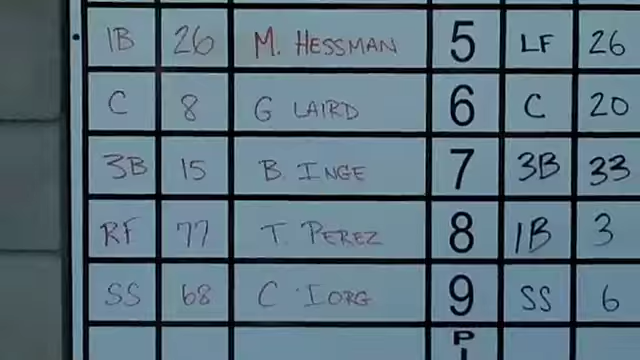 1B 26 M. HESSMAN 5 LF 26
C 8 G LAIRD 6 C 20
3B 15 B. INGE 7 3B 33
RF 77 T. PEREZ 8 1B 3
SS 68 C IORG 9 SS 6
P